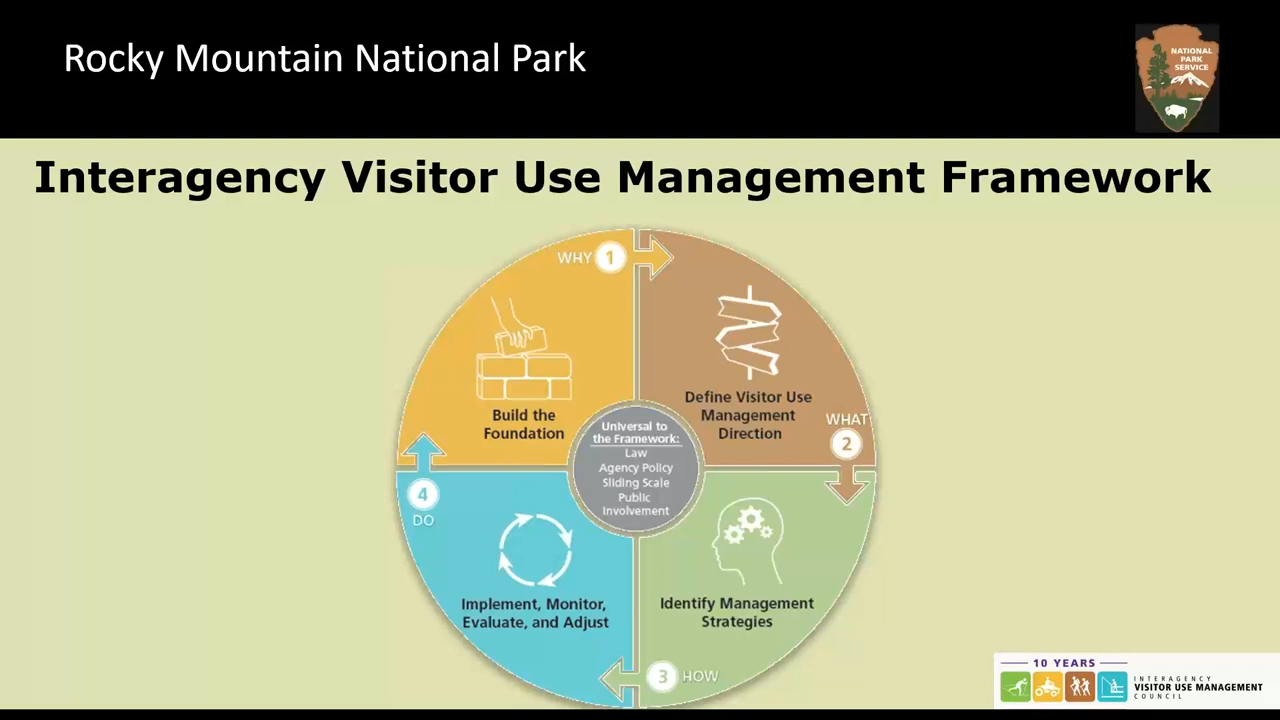 Rocky Mountain National Park
NATIONAL
PARK
SERVICE
Interagency Visitor Use Management Framework
WHY 1
Build the
Foundation
Define Visitor Use
Management
Direction
WHAT
2
Universal to
the Framework:
Law
Agency Policy
Sliding Scale
Public
Involvement
4
DO
Implement, Monitor,
Evaluate, and Adjust
Identify Management
Strategies
3 HOW
10 YEARS
INTERAGENCY
VISITOR USE MANAGEMENT
COUNCIL